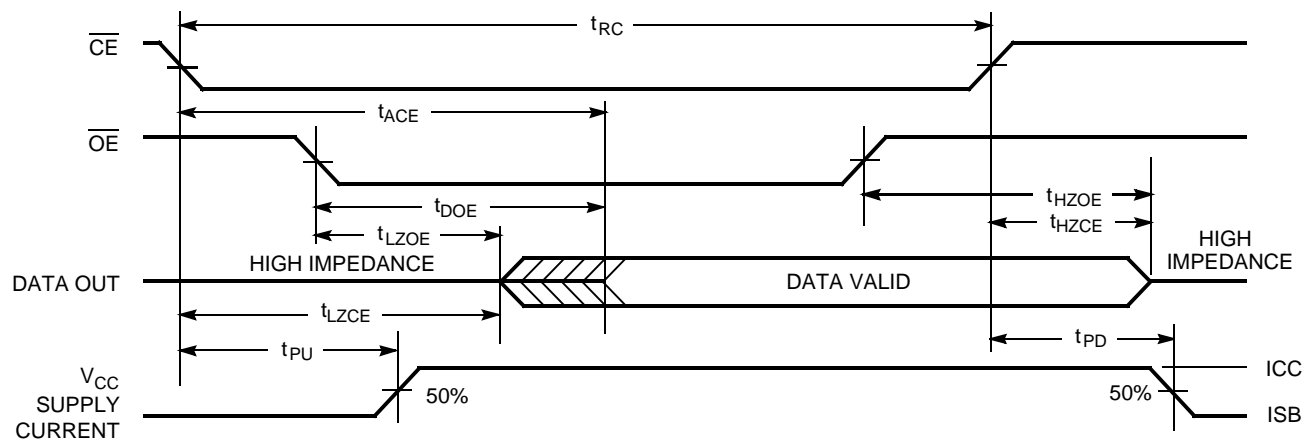 tRC
CE
tACE
OE
tDOE
tHZOE
tLZOE
tHZCE
HIGH IMPEDANCE
HIGH
IMPEDANCE
DATA OUT
DATA VALID
tLZCE
tPU
tPD
VCC
SUPPLY
CURRENT
50%
50%
ICC
ISB